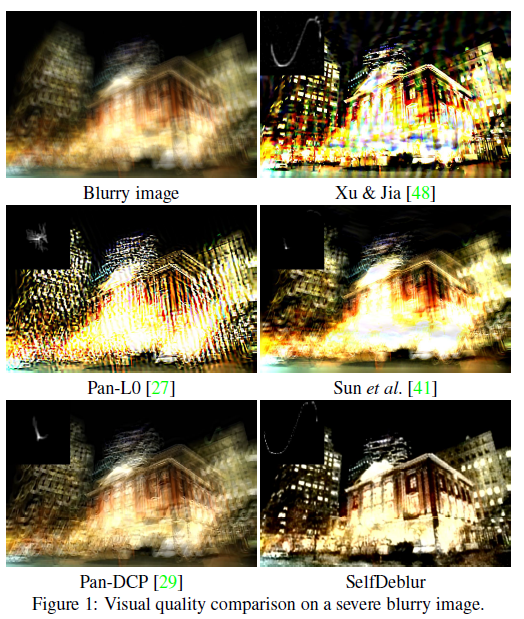 Blurry image
Xu & Jia [48]
Pan-L0 [27]
Sun et al. [41]
Pan-DCP [29]
SelfDeblur
Figure 1: Visual quality comparison on a severe blurry image.